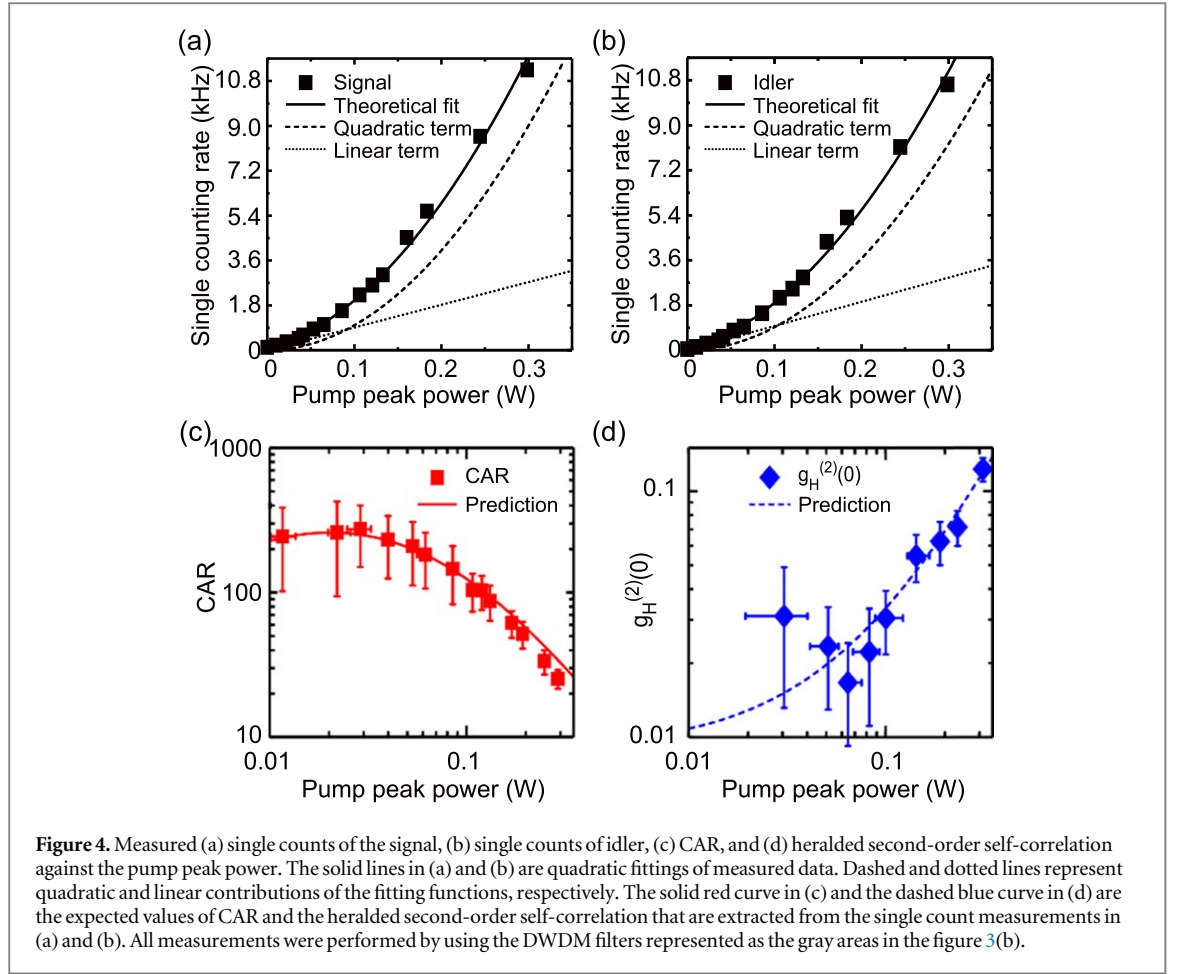 (a)
Single counting rate (kHz)
10.8
9.0
7.2
5.4
3.6
1.8
0
Signal
Theoretical fit
Quadratic term
Linear term
0 0.1 0.2 0.3
Pump peak power (W)
(b)
Single counting rate (kHz)
10.8
9.0
7.2
5.4
3.6
1.8
0
Idler
Theoretical fit
Quadratic term
Linear term
0 0.1 0.2 0.3
Pump peak power (W)
(c)
CAR
1000
100
10
CAR
Prediction
0.01 0.1
Pump peak power (W)
(d)
gH(2)(0)
0.1
0.01
gH(2)(0)
Prediction
0.01 0.1
Pump peak power (W)
Figure 4. Measured (a) single counts of the signal, (b) single counts of idler, (c) CAR, and (d) heralded second-order self-correlation
against the pump peak power. The solid lines in (a) and (b) are quadratic fittings of measured data. Dashed and dotted lines represent
quadratic and linear contributions of the fitting functions, respectively. The solid red curve in (c) and the dashed blue curve in (d) are
the expected values of CAR and the heralded second-order self-correlation that are extracted from the single count measurements in
(a) and (b). All measurements were performed by using the DWDM filters represented as the gray areas in the figure 3(b).